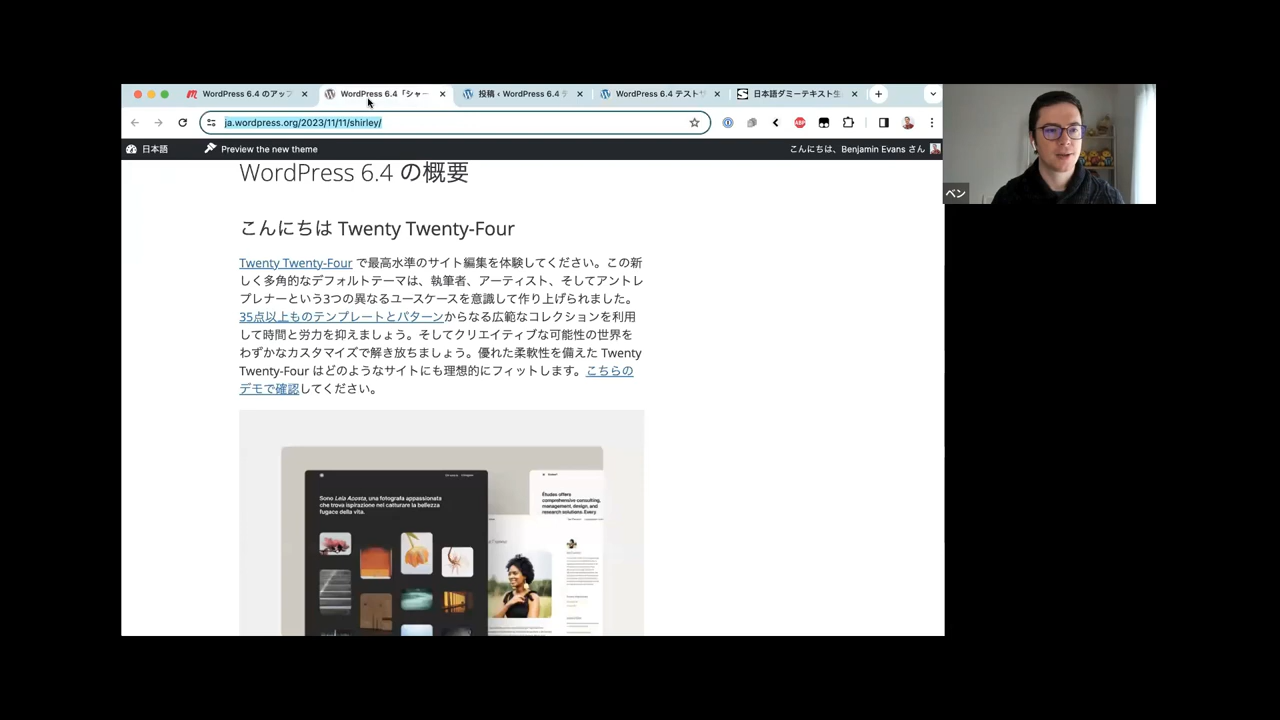 WordPress 6.4 のアップ
WordPress 6.4「シャー
投稿 ‹ WordPress 6.4 テ
WordPress 6.4 テストサ
日本語ダミーテキスト生
ja.wordpress.org/2023/11/11/shirley/
ABP
日本語
Preview the new theme
こんにちは、Benjamin Evans さん
WordPress 6.4 の概要
こんにちは Twenty Twenty-Four
Twenty Twenty-Four で最高水準のサイト編集を体験してください。この新
しく多角的なデフォルトテーマは、執筆者、アーティスト、そしてアントレ
プレナーという3つの異なるユースケースを意識して作り上げられました。
35点以上ものテンプレートとパターンからなる広範なコレクションを利用
して時間と労力を抑えましょう。そしてクリエイティブな可能性の世界を
わずかなカスタマイズで解き放ちましょう。優れた柔軟性を備えた Twenty
Twenty-Four はどのようなサイトにも理想的にフィットします。こちらの
デモで確認してください。
Sono Leia Acosta, una fotografa appassionata
che trova ispirazione nel catturare la bellezza
fugace della vita.
Études offers
comprehensive consulting,
management, design, and
research solutions. Every
ベン